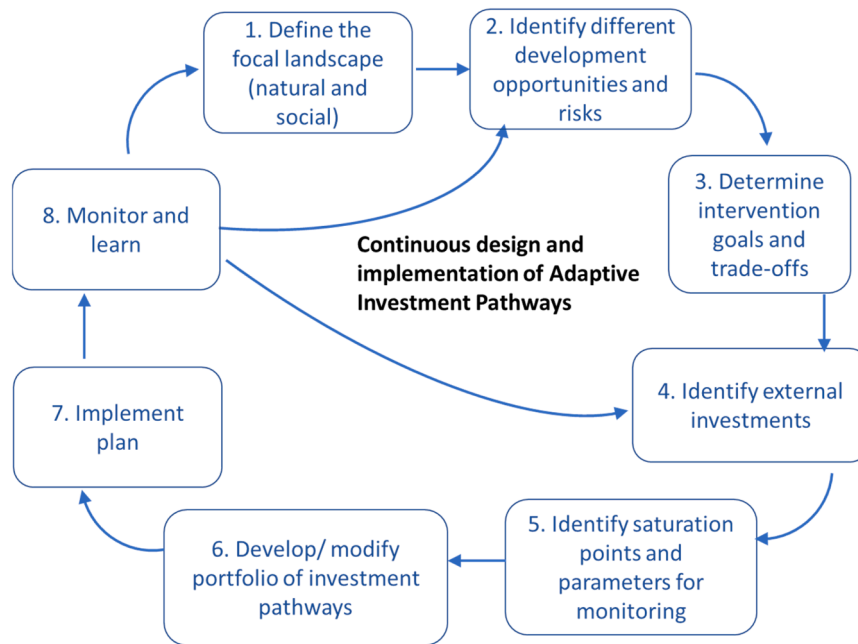 1. Define the
focal landscape
(natural and
social)
2. Identify different
development
opportunities and
risks
3. Determine
intervention
goals and
trade-offs
4. Identify external
investments
5. Identify saturation
points and
parameters for
monitoring
6. Develop/ modify
portfolio of investment
pathways
7. Implement
plan
8. Monitor and
learn
Continuous design and
implementation of Adaptive
Investment Pathways